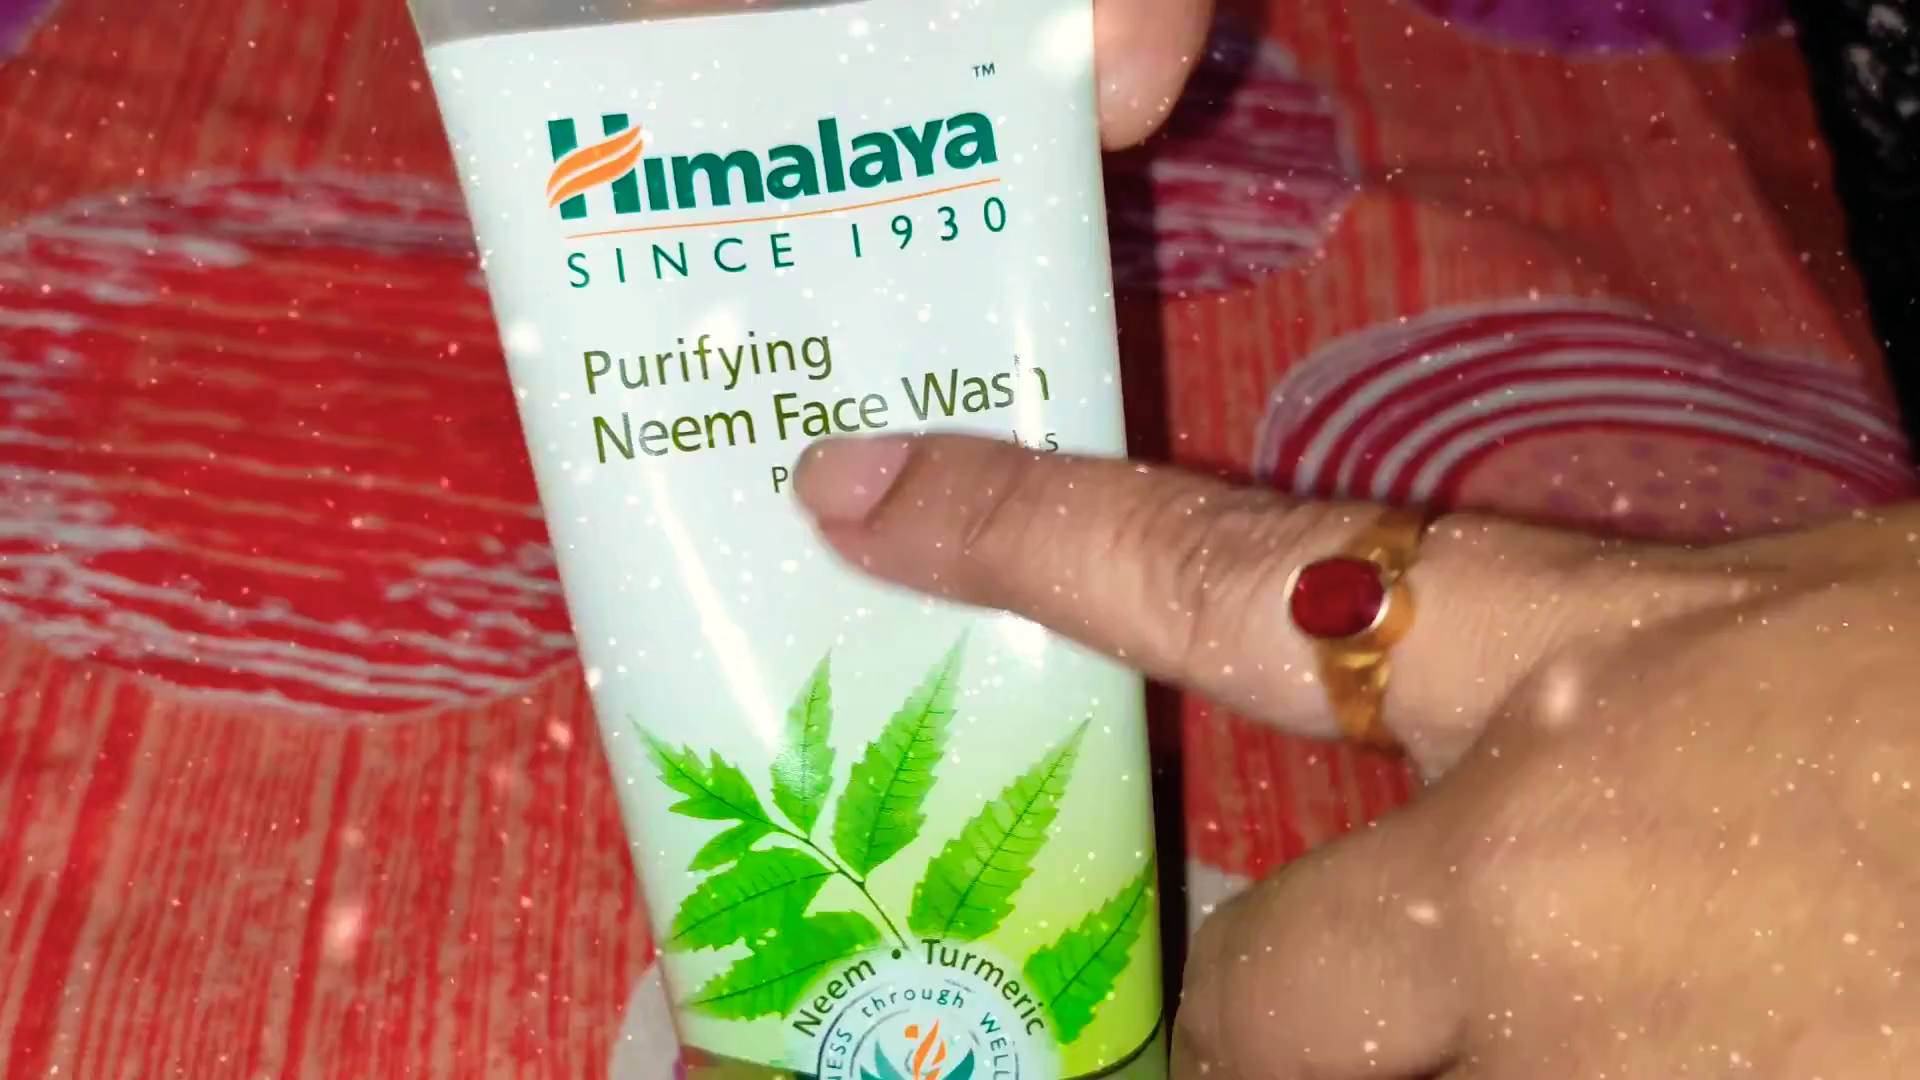 Himalaya
TM
SINCE 1930
Purifying
Neem Face Wash
Neem • Turmeric
through